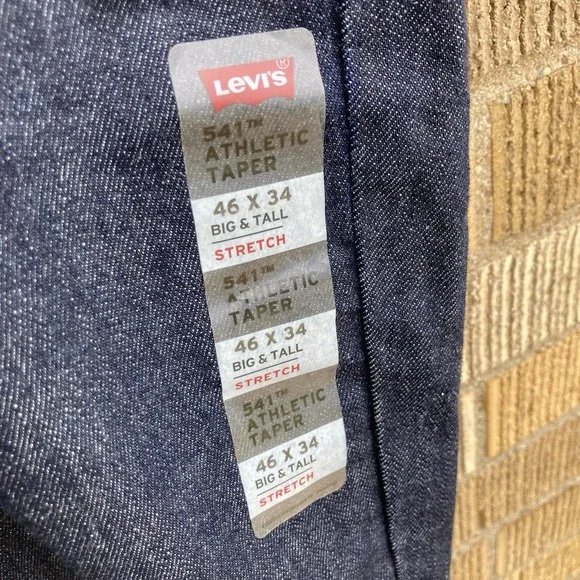 Levi's®
541™
ATHLETIC
TAPER
46 X 34
BIG & TALL
STRETCH
541™
ATHLETIC
TAPER
46 X 34
BIG & TALL
STRETCH
541™
ATHLETIC
TAPER
46 X 34
BIG & TALL
STRETCH